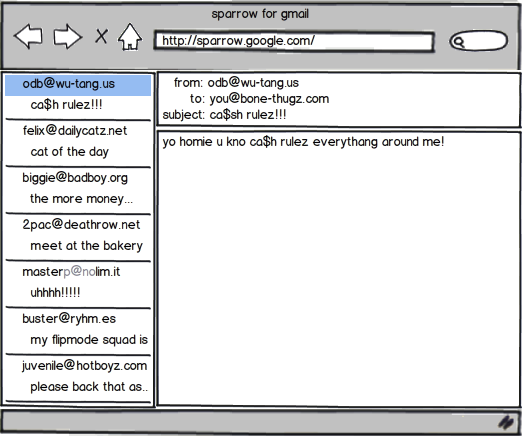 sparrow for gmail
http://sparrow.google.com/
odb@wu-tang.us
ca$h rulez!!!
felix@dailycatz.net
cat of the day
biggie@badboy.org
the more money...
2pac@deathrow.net
meet at the bakery
masterp@nolim.it
uhhhh!!!!!
buster@ryhm.es
my flipmode squad is
juvenile@hotboyz.com
please back that as..
from: odb@wu-tang.us
to: you@bone-thugz.com
subject: ca$sh rulez!!!
yo homie u kno ca$h rulez everythang around me!